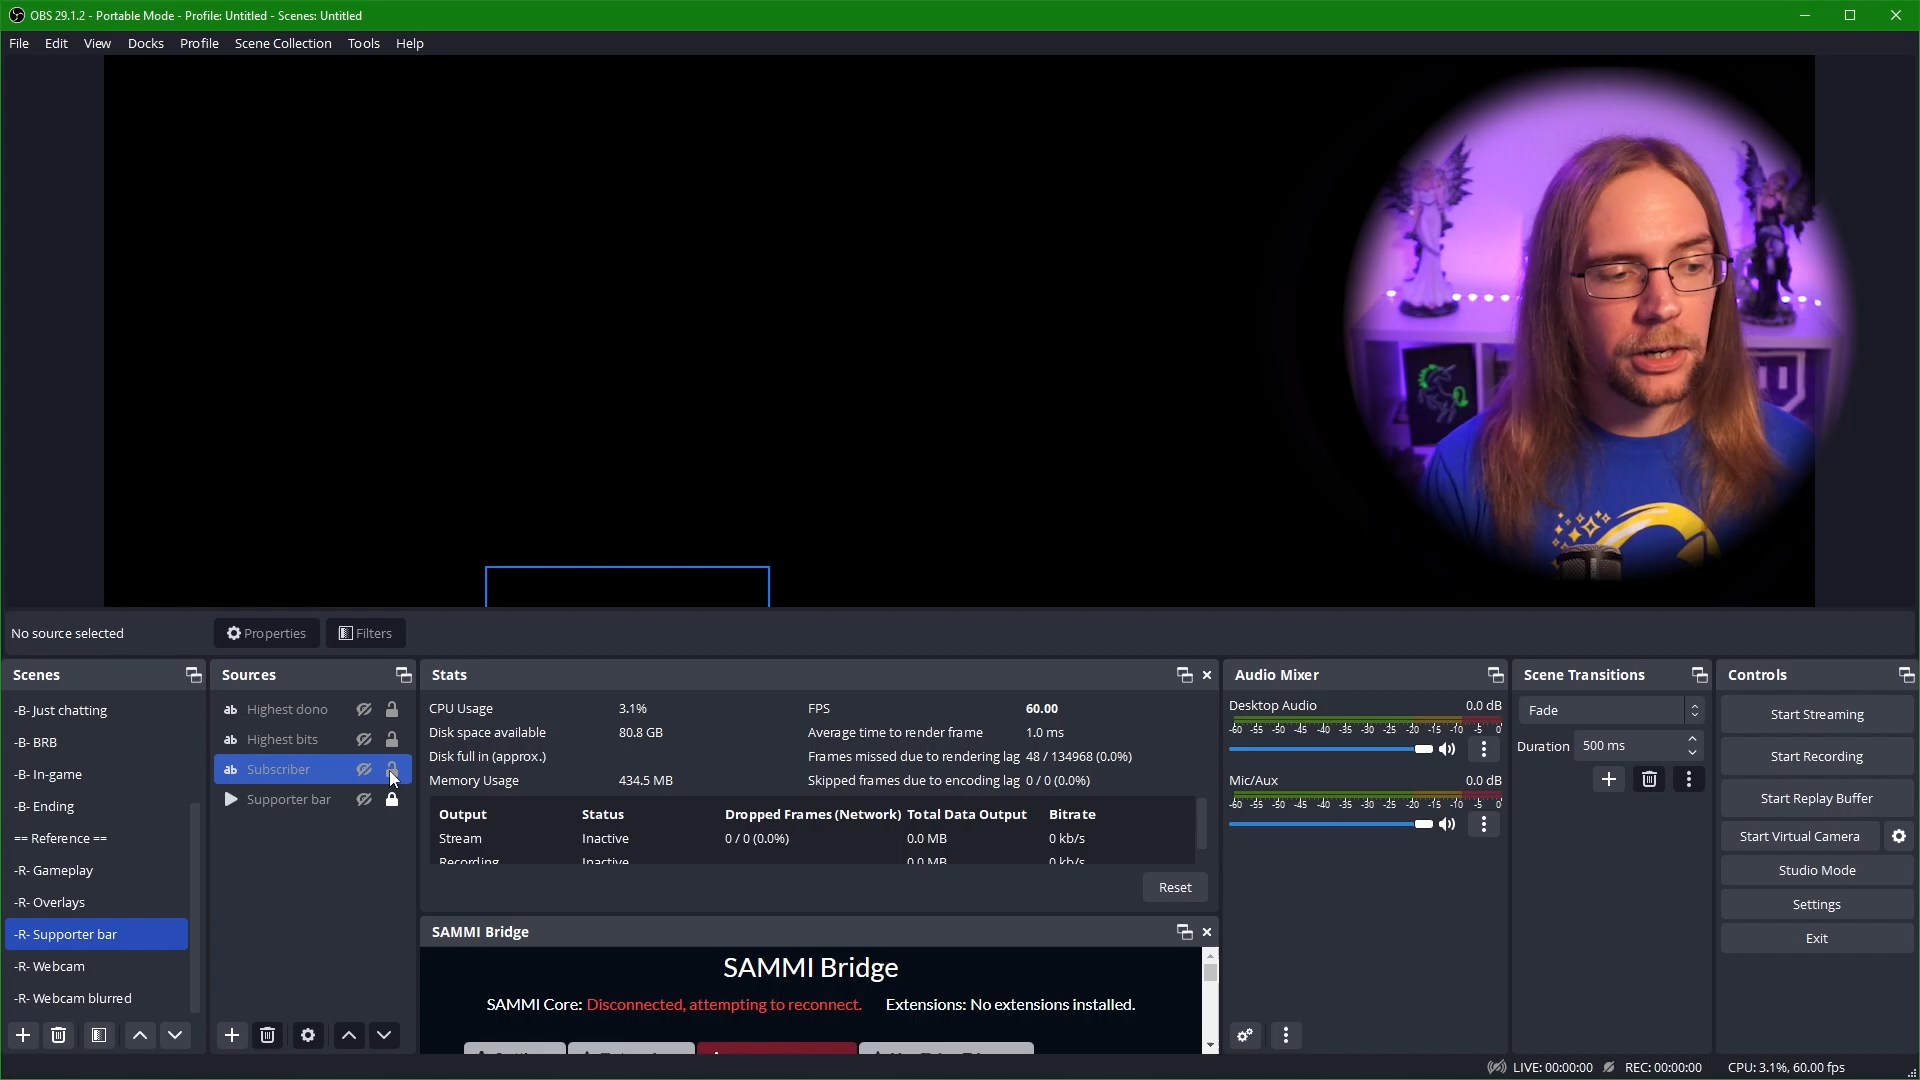 OBS 29.1.2 - Portable Mode - Profile: Untitled - Scenes: Untitled
File Edit View Docks Profile Scene Collection Tools Help
No source selected Properties Filters
Scenes
-B- Just chatting
-B- BRB
-B- In-game
-B- Ending
== Reference ==
-R- Gameplay
-R- Overlays
-R- Supporter bar
-R- Webcam
-R- Webcam blurred
Sources
ab Highest dono
ab Highest bits
ab Subscriber
Supporter bar
Stats
CPU Usage 3.1% FPS 60.00
Disk space available 80.8 GB Average time to render frame 1.0 ms
Disk full in (approx.) Frames missed due to rendering lag 48 / 134968 (0.0%)
Memory Usage 434.5 MB Skipped frames due to encoding lag 0 / 0 (0.0%)
Output Status Dropped Frames (Network) Total Data Output Bitrate
Stream Inactive 0 / 0 (0.0%) 0.0 MB 0 kb/s
Recording Inactive 0.0 MB 0 kb/s
Reset
SAMMI Bridge
SAMMI Bridge
SAMMI Core: Disconnected, attempting to reconnect. Extensions: No extensions installed.
Audio Mixer
Desktop Audio 0.0 dB
-60 -55 -50 -45 -40 -35 -30 -25 -20 -15 -10 -5 0
Mic/Aux 0.0 dB
-60 -55 -50 -45 -40 -35 -30 -25 -20 -15 -10 -5 0
Scene Transitions
Fade
Duration 500 ms
Controls
Start Streaming
Start Recording
Start Replay Buffer
Start Virtual Camera
Studio Mode
Settings
Exit
LIVE: 00:00:00 REC: 00:00:00 CPU: 3.1%, 60.00 fps